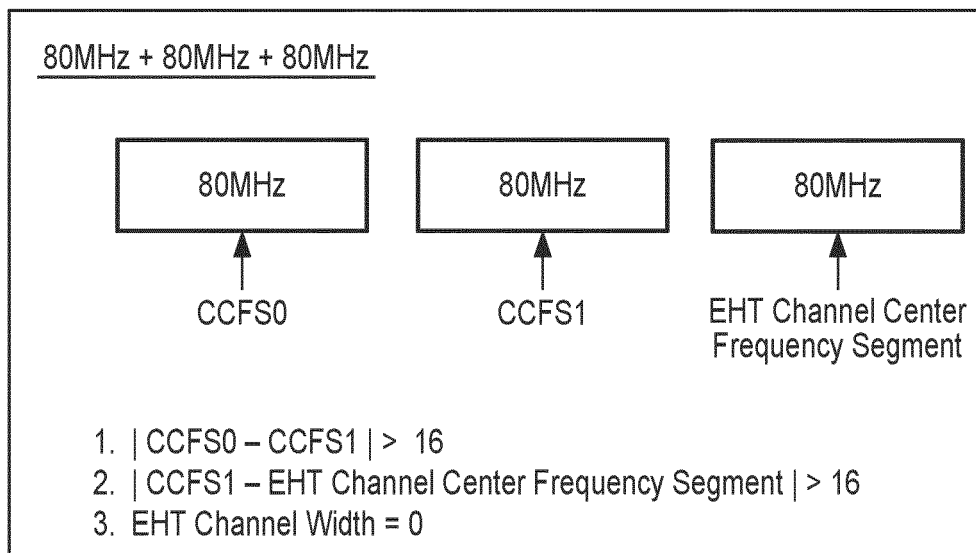 80MHz + 80MHz + 80MHz
80MHz
80MHz
80MHz
CCFS0
CCFS1
EHT Channel Center
Frequency Segment
1. | CCFS0 – CCFS1 | > 16
2. | CCFS1 – EHT Channel Center Frequency Segment | > 16
3. EHT Channel Width = 0